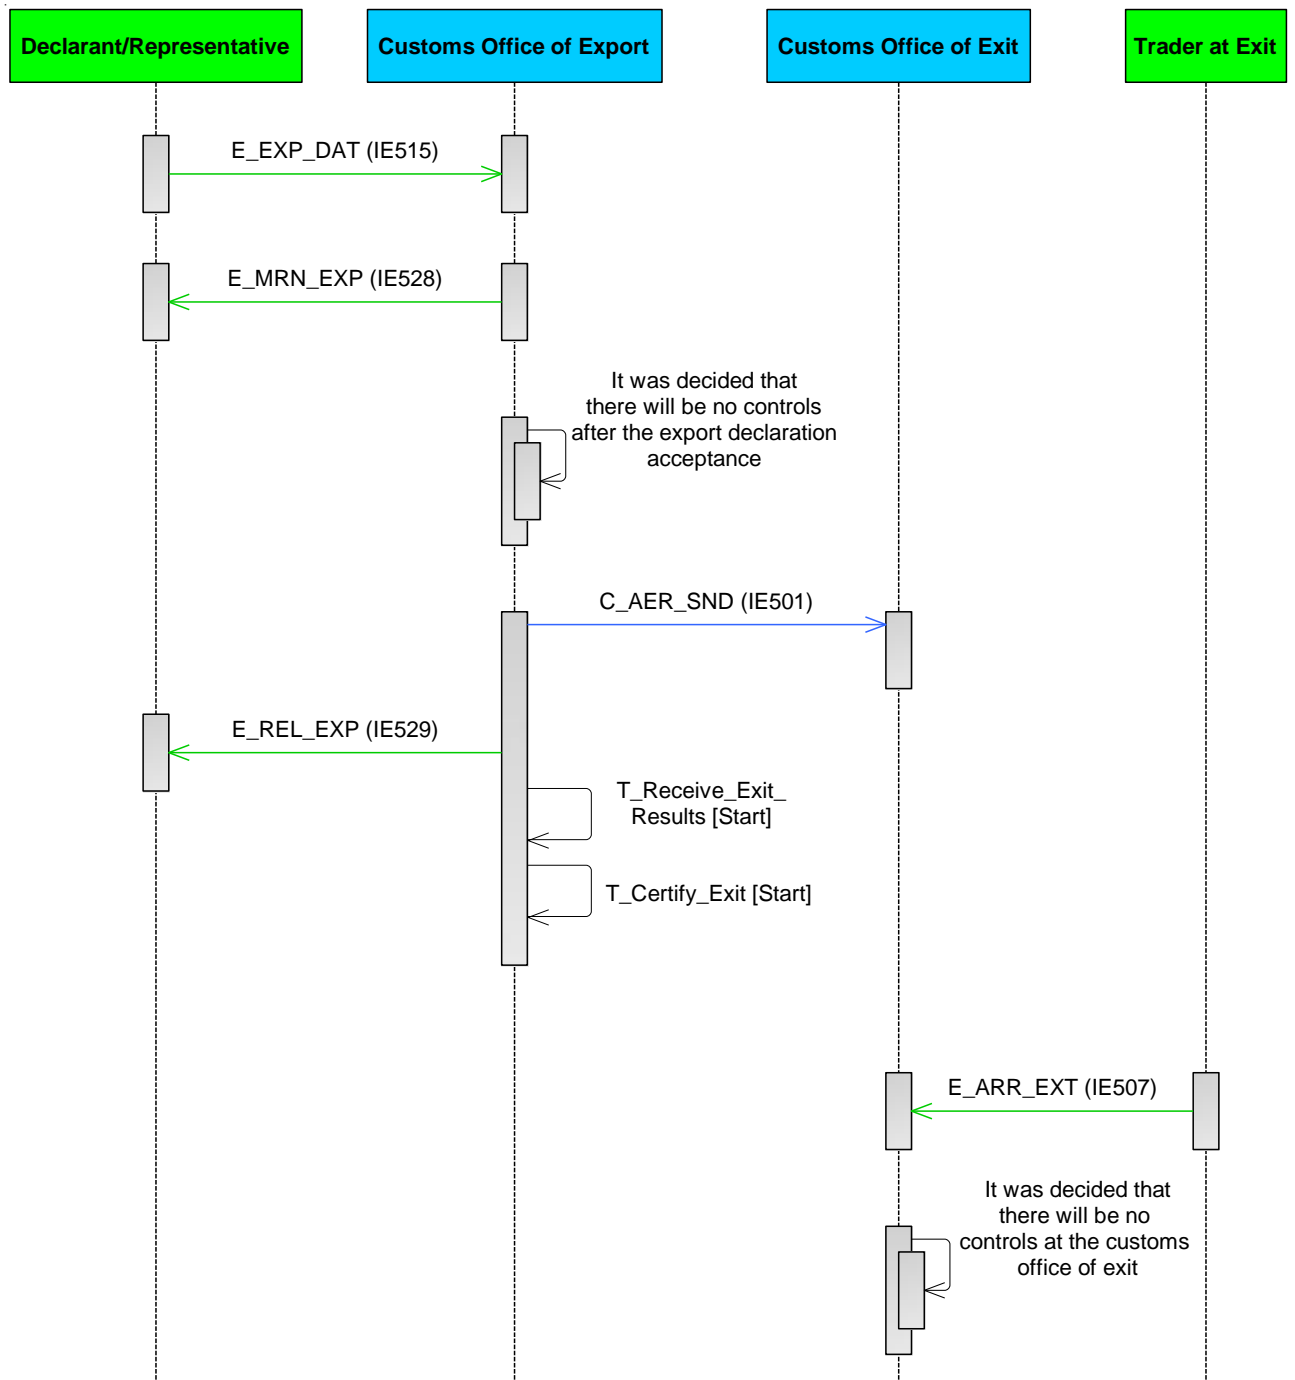 Declarant/Representative
Customs Office of Export
Customs Office of Exit
Trader at Exit
E_EXP_DAT (IE515)
E_MRN_EXP (IE528)
It was decided that
there will be no controls
after the export declaration
acceptance
C_AER_SND (IE501)
E_REL_EXP (IE529)
T_Receive_Exit_
Results [Start]
T_Certify_Exit [Start]
E_ARR_EXT (IE507)
It was decided that
there will be no
controls at the customs
office of exit